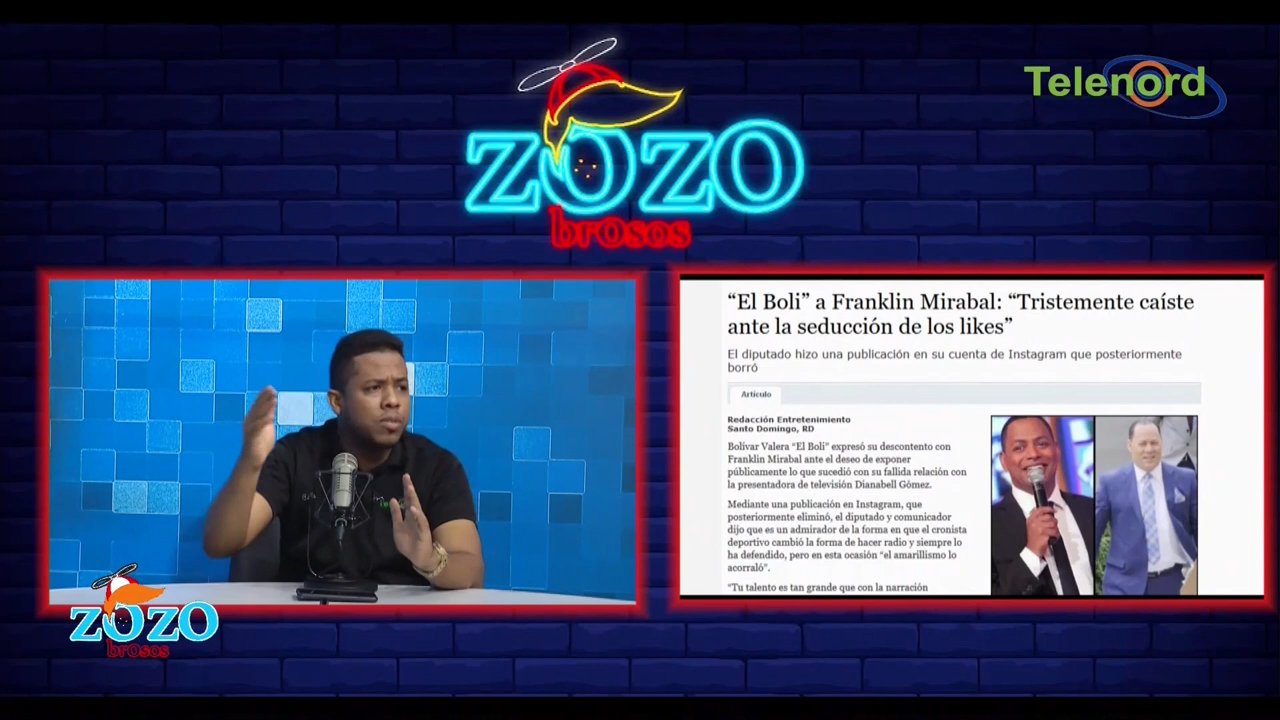 Telenord
ZOZO
brosos
“El Boli” a Franklin Mirabal: “Tristemente caíste
ante la seducción de los likes”
El diputado hizo una publicación en su cuenta de Instagram que posteriormente
borró
Artículo
Redacción Entretenimiento
Santo Domingo, RD
Bolívar Valera “El Boli” expresó su descontento con
Franklin Mirabal ante el deseo de exponer
públicamente lo que sucedió con su fallida relación con
la presentadora de televisión Dianabell Gómez.
Mediante una publicación en Instagram, que
posteriormente eliminó, el diputado y comunicador
dijo que es un admirador de la forma en que el cronista
deportivo cambió la forma de hacer radio y siempre lo
ha defendido, pero en esta ocasión “el amarillismo lo
acorraló”.
“Tu talento es tan grande que con la narración
ZOZO
brosos